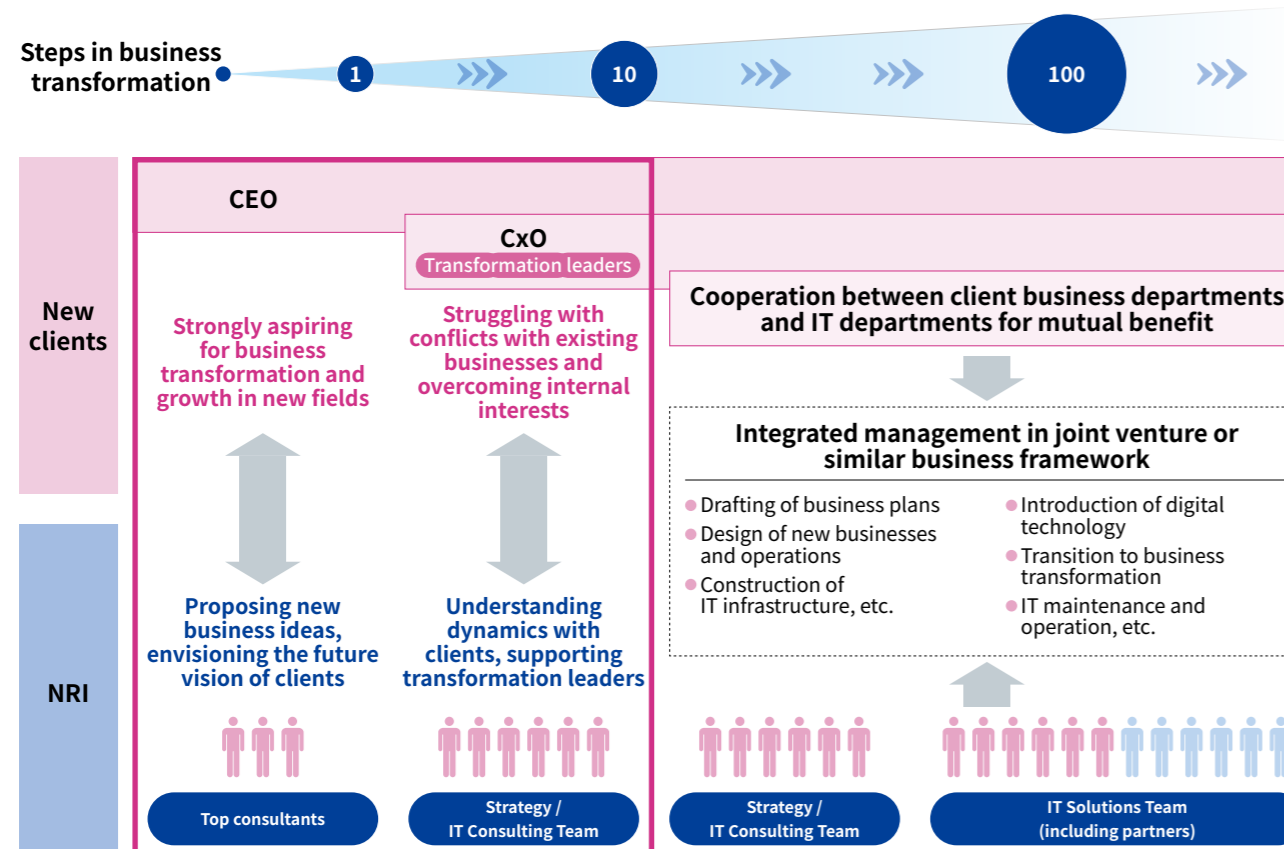 Steps in business
transformation
1
10
100
New
clients
CEO
CxO
Transformation leaders
Strongly aspiring
for business
transformation and
growth in new fields
Struggling with
conflicts with existing
businesses and
overcoming internal
interests
Cooperation between client business departments
and IT departments for mutual benefit
Integrated management in joint venture or
similar business framework
Drafting of business plans
Design of new businesses
and operations
Construction of
IT infrastructure, etc.
Introduction of digital
technology
Transition to business
transformation
IT maintenance and
operation, etc.
NRI
Proposing new
business ideas,
envisioning the future
vision of clients
Understanding
dynamics with
clients, supporting
transformation leaders
Top consultants
Strategy /
IT Consulting Team
Strategy /
IT Consulting Team
IT Solutions Team
(including partners)